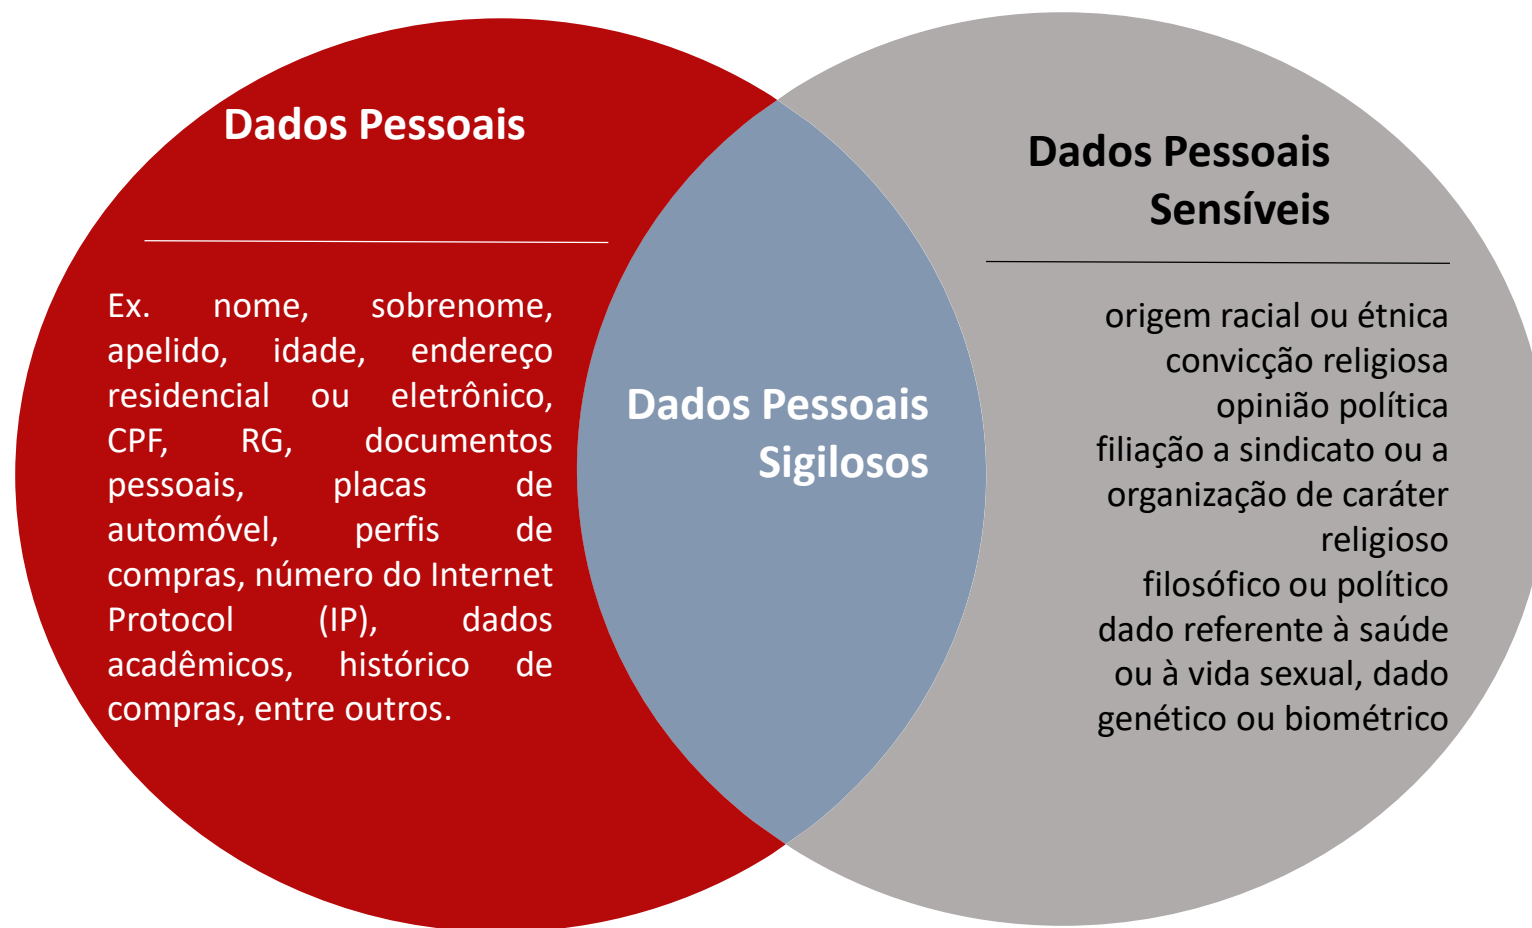 Dados Pessoais
Ex. nome, sobrenome,
apelido, idade, endereço
residencial ou eletrônico,
CPF, RG, documentos
pessoais, placas de
automóvel, perfis de
compras, número do Internet
Protocol (IP), dados
acadêmicos, histórico de
compras, entre outros.
Dados Pessoais
Sigilosos
Dados Pessoais
Sensíveis
origem racial ou étnica
convicção religiosa
opinião política
filiação a sindicato ou a
organização de caráter
religioso
filosófico ou político
dado referente à saúde
ou à vida sexual, dado
genético ou biométrico